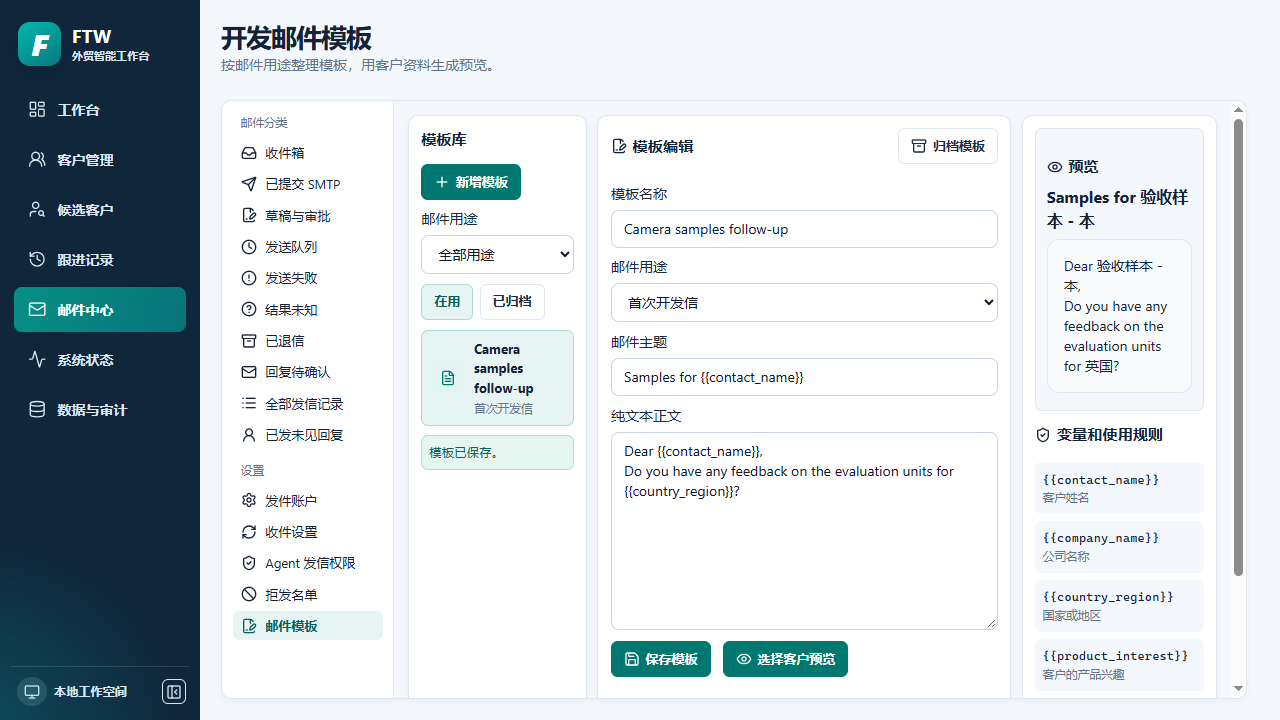 FTW
外贸智能工作台
工作台
客户管理
候选客户
跟进记录
邮件中心
系统状态
数据与审计
本地工作空间
开发邮件模板
按邮件用途整理模板，用客户资料生成预览。
邮件分类
收件箱
已提交 SMTP
草稿与审批
发送队列
发送失败
结果未知
已退信
回复待确认
全部发信记录
已发未见回复
设置
发件账户
收件设置
Agent 发信权限
拒发名单
邮件模板
模板库
新增模板
邮件用途
全部用途
在用
已归档
Camera
samples
follow-up
首次开发信
模板已保存。
模板编辑
归档模板
模板名称
Camera samples follow-up
邮件用途
首次开发信
邮件主题
Samples for {{contact_name}}
纯文本正文
Dear {{contact_name}},
Do you have any feedback on the evaluation units for
{{country_region}}?
保存模板
选择客户预览
预览
Samples for 验收样
本 - 本
Dear 验收样本 -
本,
Do you have any
feedback on the
evaluation units
for 英国?
变量和使用规则
{{contact_name}}
客户姓名
{{company_name}}
公司名称
{{country_region}}
国家或地区
{{product_interest}}
客户的产品兴趣